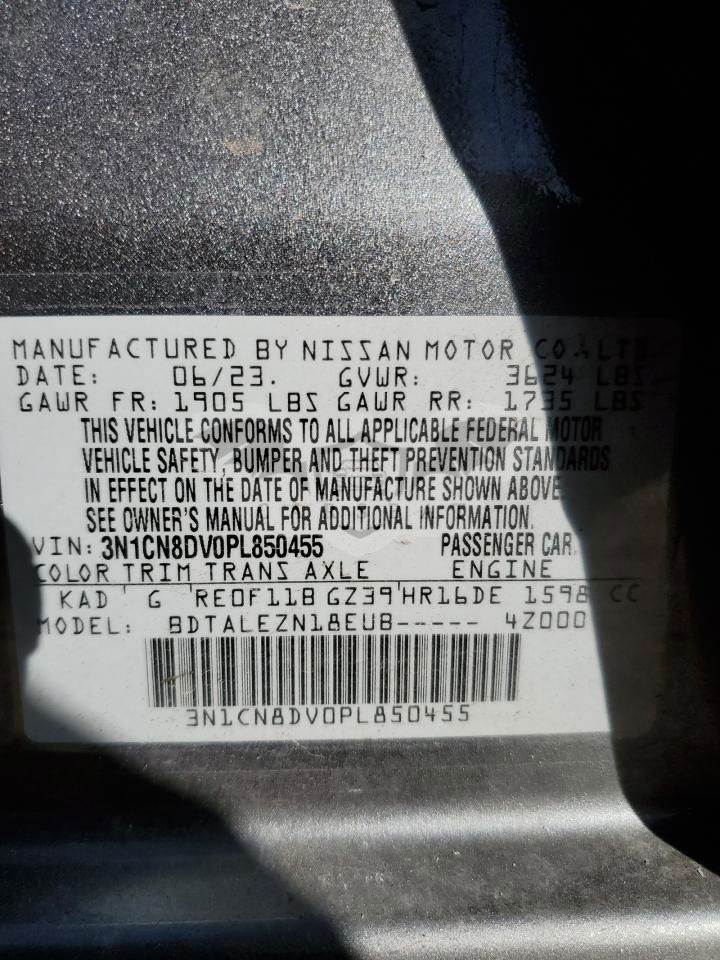 MANUFACTURED BY NISSAN MOTOR CO., LTD
DATE: 06/23. GVWR: 3624 LBS
GAWR FR: 1905 LBS GAWR RR: 1735 LBS
THIS VEHICLE CONFORMS TO ALL APPLICABLE FEDERAL MOTOR
VEHICLE SAFETY, BUMPER AND THEFT PREVENTION STANDARDS
IN EFFECT ON THE DATE OF MANUFACTURE SHOWN ABOVE.
SEE OWNER'S MANUAL FOR ADDITIONAL INFORMATION.
VIN: 3N1CN8DV0PL850455 PASSENGER CAR.
COLOR TRIM TRANS AXLE ENGINE
KAD G RE0F11B GZ39 HR16DE 1598 CC
MODEL: BDTALEZN18EUB----- 4Z000
3N1CN8DV0PL850455